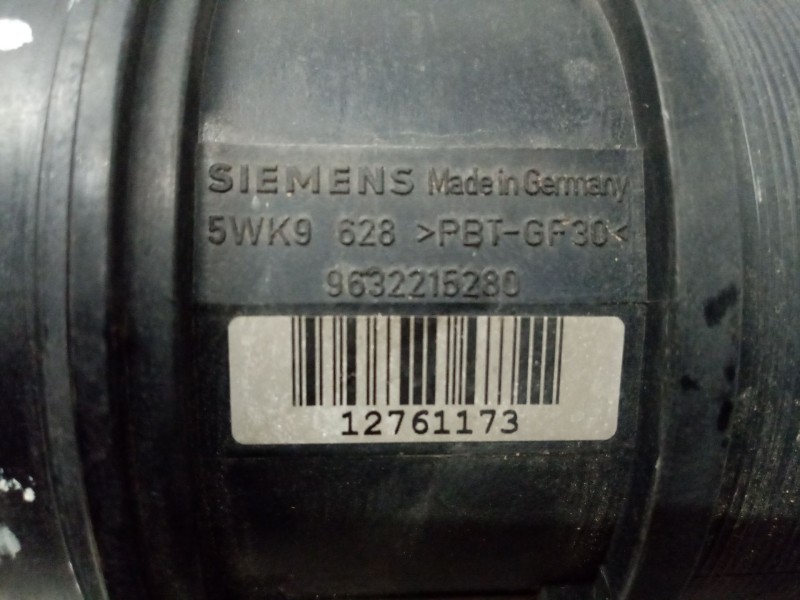 SIEMENS Made in Germany
5WK9 628 >PBT-GF30<
9632215280
12761173